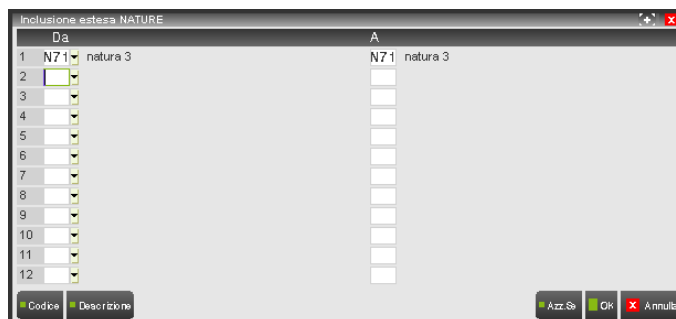 Inclusione estesa NATURE
Da A
1 N71 natura 3 N71 natura 3
2
3
4
5
6
7
8
9
10
11
12
Codice Descrizione Azz.Se OK X Annulla